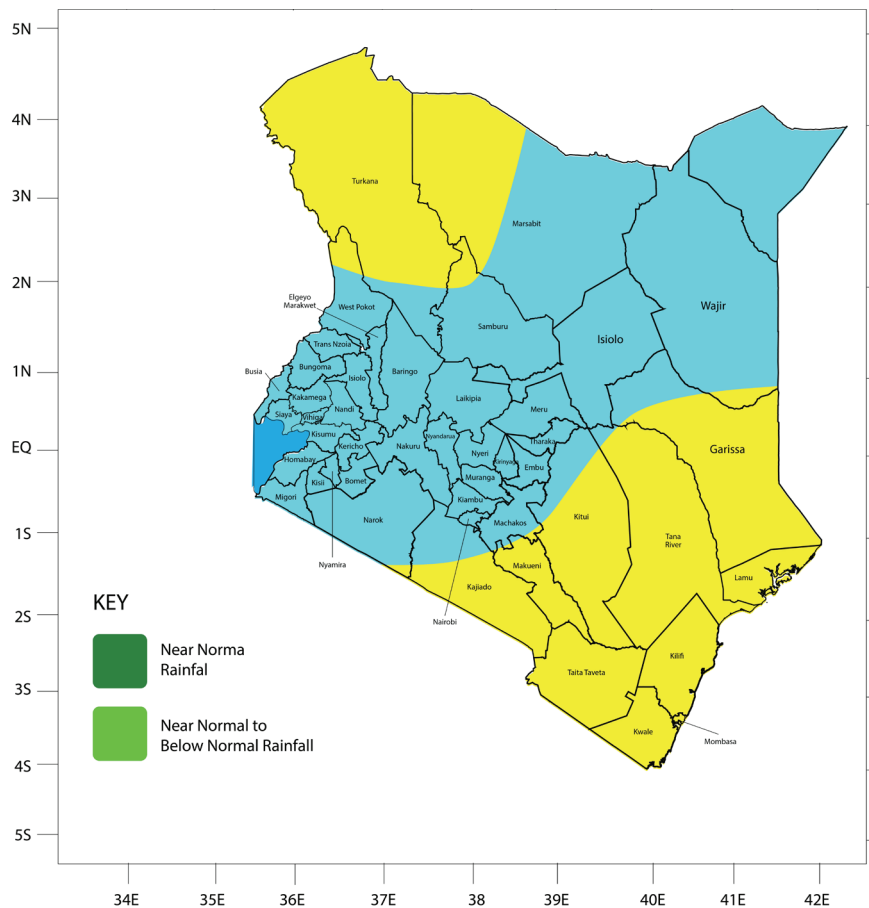 5N
4N
3N
2N
1N
EQ
1S
2S
3S
4S
5S
Turkana
Marsabit
Elgeyo
Marakwet
West Pokot
Samburu
Isiolo
Wajir
Trans Nzoia
Bungoma
Busia
Isiolo
Baringo
Kakamega
Laikipia
Meru
Siaya
Vihiga
Nandi
Kisumu
Kericho
Nakuru
Nyandarua
Nyeri
Kirinyaga
Tharaka
Embu
Garissa
Homabay
Kisii
Bomet
Muranga
Migori
Narok
Kiambu
Machakos
Kitui
Tana
River
Nyamira
Makueni
Lamu
Kajiado
Nairobi
Taita Taveta
Kilifi
Kwale
Mombasa
KEY
Near Norma
Rainfal
Near Normal to
Below Normal Rainfall
34E
35E
36E
37E
38
39E
40E
41E
42E